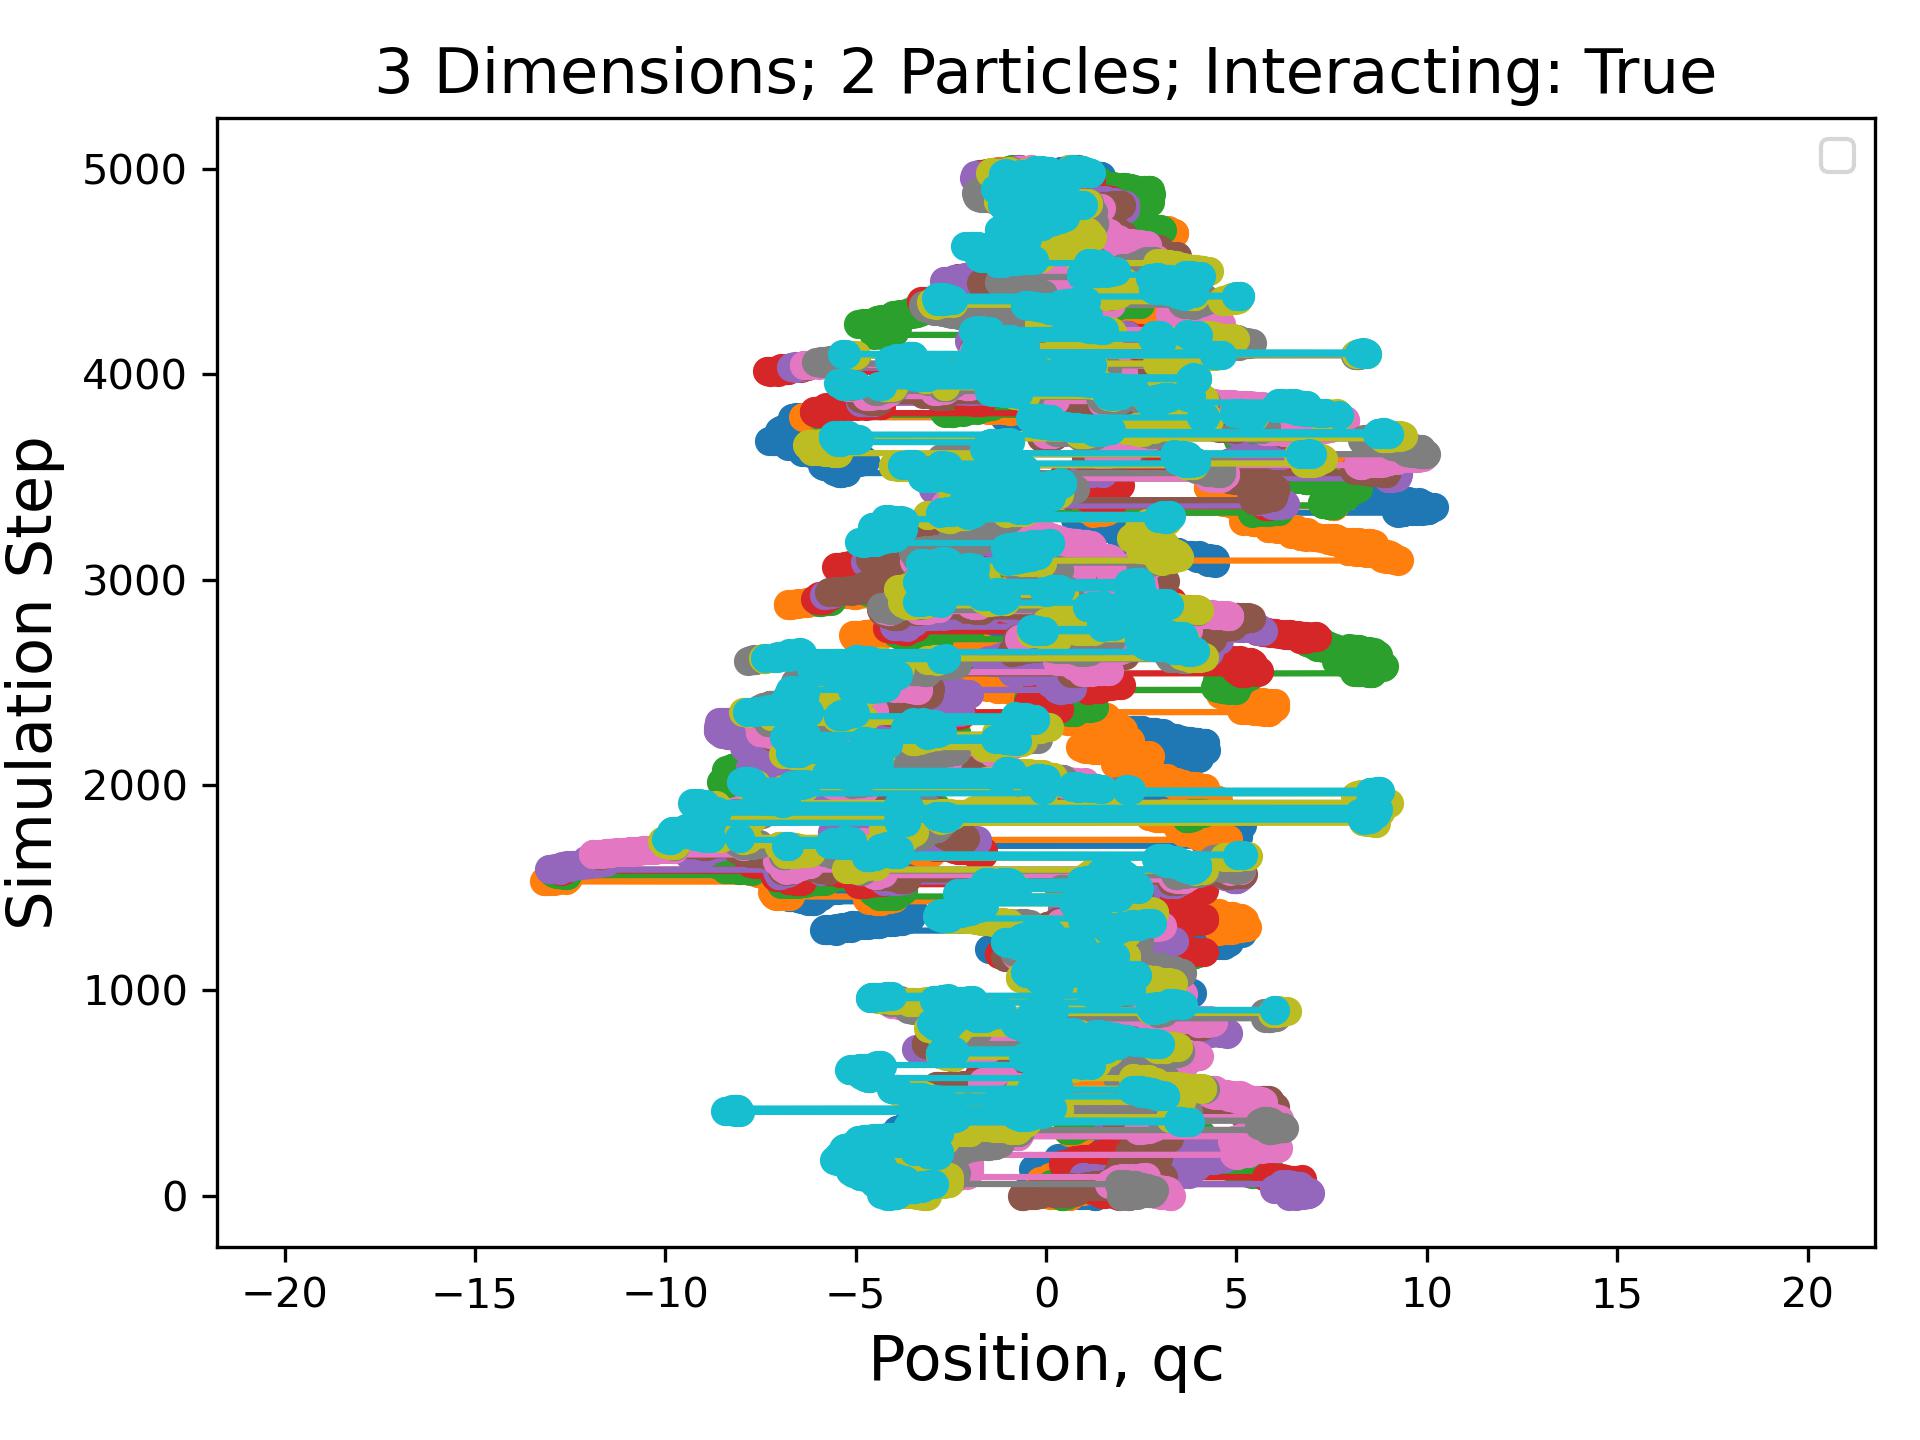 3 Dimensions; 2 Particles; Interacting: True
5000
4000
3000
2000
1000
0
Simulation Step
−20 −15 −10 −5 0 5 10 15 20
Position, qc